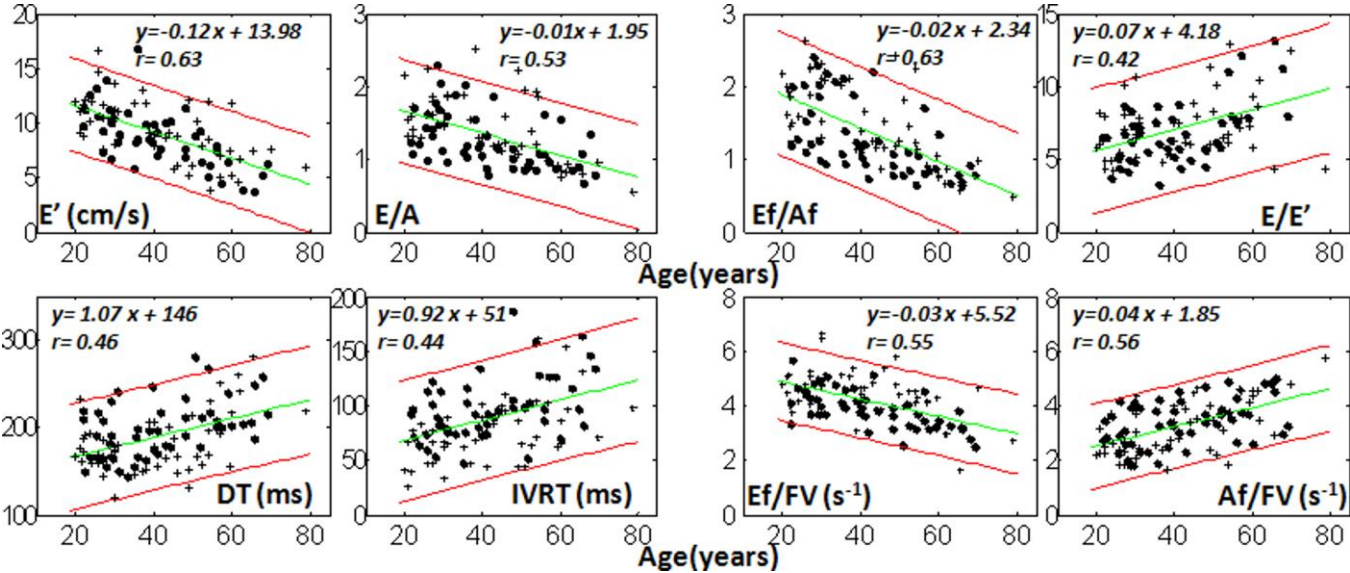 20
15
10
5
0
y=-0.12x + 13.98
r= 0.63
E' (cm/s)
20 40 60 80
3
2
1
0
y=-0.01x + 1.95
r= 0.53
E/A
20 40 60 80
3
2
1
0
y=-0.02 x + 2.34
r=0.63
Ef/Af
20 40 60 80
15
10
5
0
y=0.07 x + 4.18
r= 0.42
E/E'
20 40 60 80
Age(years)
300
200
100
y= 1.07 x + 146
r= 0.46
DT (ms)
20 40 60 80
200
150
100
50
0
y=0.92 x + 51
r= 0.44
IVRT (ms)
20 40 60 80
8
6
4
2
0
y=-0.03 x +5.52
r= 0.55
Ef/FV (s-1)
20 40 60 80
8
6
4
2
0
y=0.04 x + 1.85
r= 0.56
Af/FV (s-1)
20 40 60 80
Age(years)